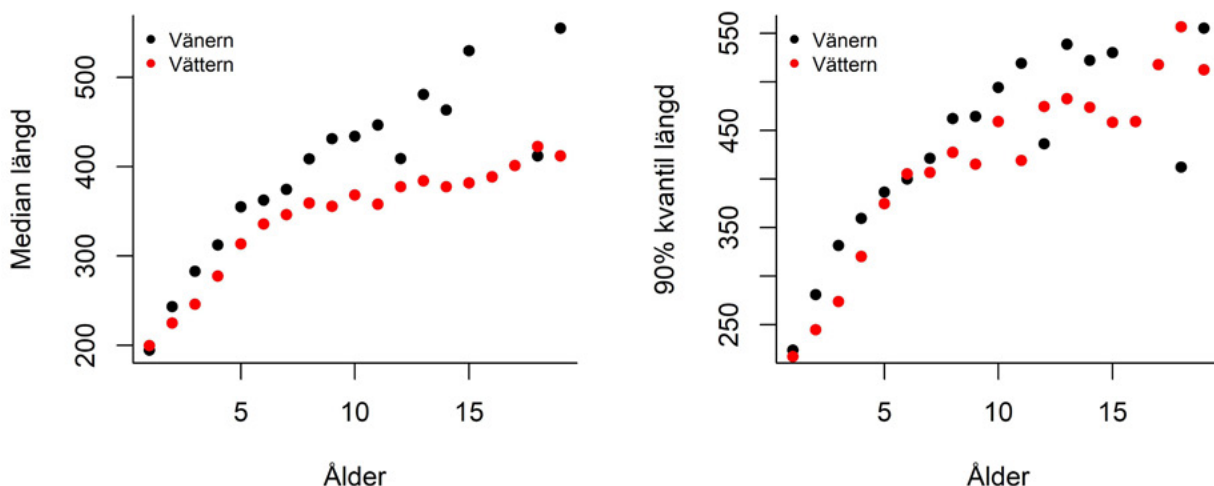 Median längd
500
400
300
200
Vänern
Vättern
5 10 15
Ålder
90% kvantil längd
550
450
350
250
Vänern
Vättern
5 10 15
Ålder